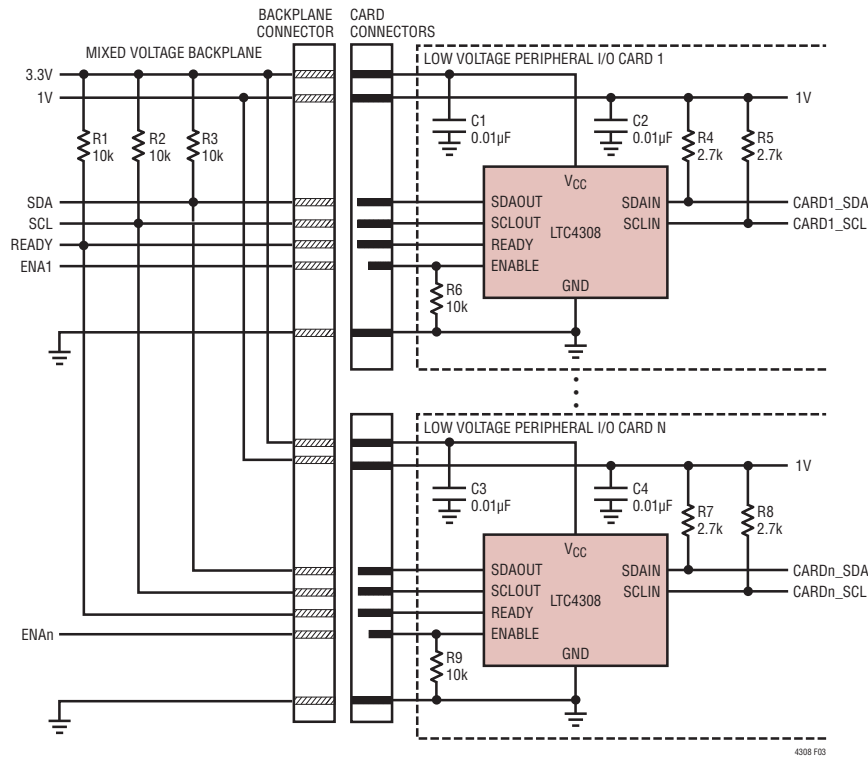 BACKPLANE CONNECTOR
CARD CONNECTORS
MIXED VOLTAGE BACKPLANE
LOW VOLTAGE PERIPHERAL I/O CARD 1
3.3V
1V
1V
R1 10k
R2 10k
R3 10k
C1 0.01µF
C2 0.01µF
R4 2.7k
R5 2.7k
VCC
SDA
SCL
READY
ENA1
SDAOUT
SCLOUT
READY
ENABLE
LTC4308
SDAIN
SCLIN
GND
CARD1_SDA
CARD1_SCL
R6 10k
LOW VOLTAGE PERIPHERAL I/O CARD N
1V
C3 0.01µF
C4 0.01µF
R7 2.7k
R8 2.7k
VCC
SDAOUT
SCLOUT
READY
ENABLE
LTC4308
SDAIN
SCLIN
GND
CARDn_SDA
CARDn_SCL
ENAn
R9 10k
4308 F03